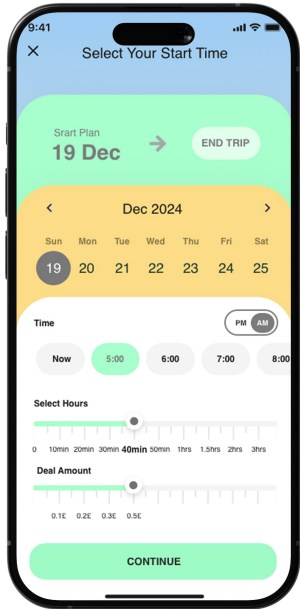 9:41
Select Your Start Time
Srart Plan
19 Dec
END TRIP
Dec 2024
Sun Mon Tue Wed Thu Fri Sat
19 20 21 22 23 24 25
Time
PM AM
Now 5:00 6:00 7:00 8:00
Select Hours
0 10min 20min 30min 40min 50min 1hrs 1.5hrs 2hrs 3hrs
Deal Amount
0.1£ 0.2£ 0.3£ 0.5£
CONTINUE